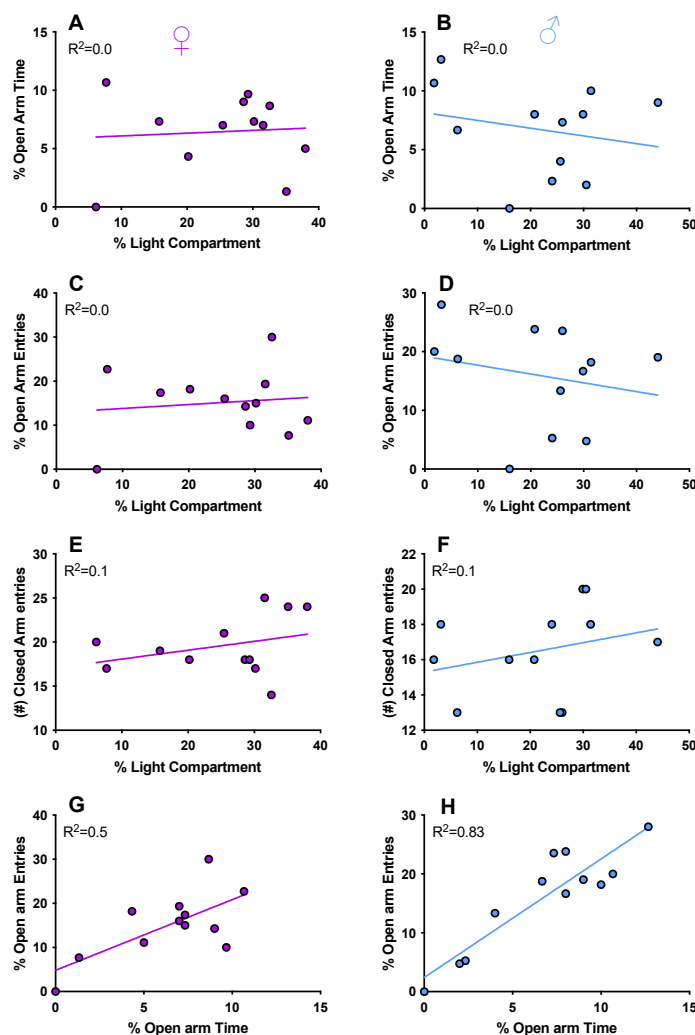 A
R²=0.0
♀
15
10
5
0
% Open Arm Time
0 10 20 30 40
% Light Compartment
B
R²=0.0
♂
15
10
5
0
% Open Arm Time
0 10 20 30 40 50
% Light Compartment
C
R²=0.0
40
30
20
10
0
% Open Arm Entries
0 10 20 30 40
% Light Compartment
D
R²=0.0
30
20
10
0
% Open Arm Entries
0 10 20 30 40 50
% Light Compartment
E
R²=0.1
30
25
20
15
10
(#) Closed Arm entries
0 10 20 30 40
% Light Compartment
F
R²=0.1
22
20
18
16
14
12
(#) Closed Arm entries
0 10 20 30 40 50
% Light Compartment
G
R²=0.5
40
30
20
10
0
% Open arm Entries
0 5 10 15
% Open arm Time
H
R²=0.83
30
20
10
0
% Open arm Entries
0 5 10 15
% Open arm Time